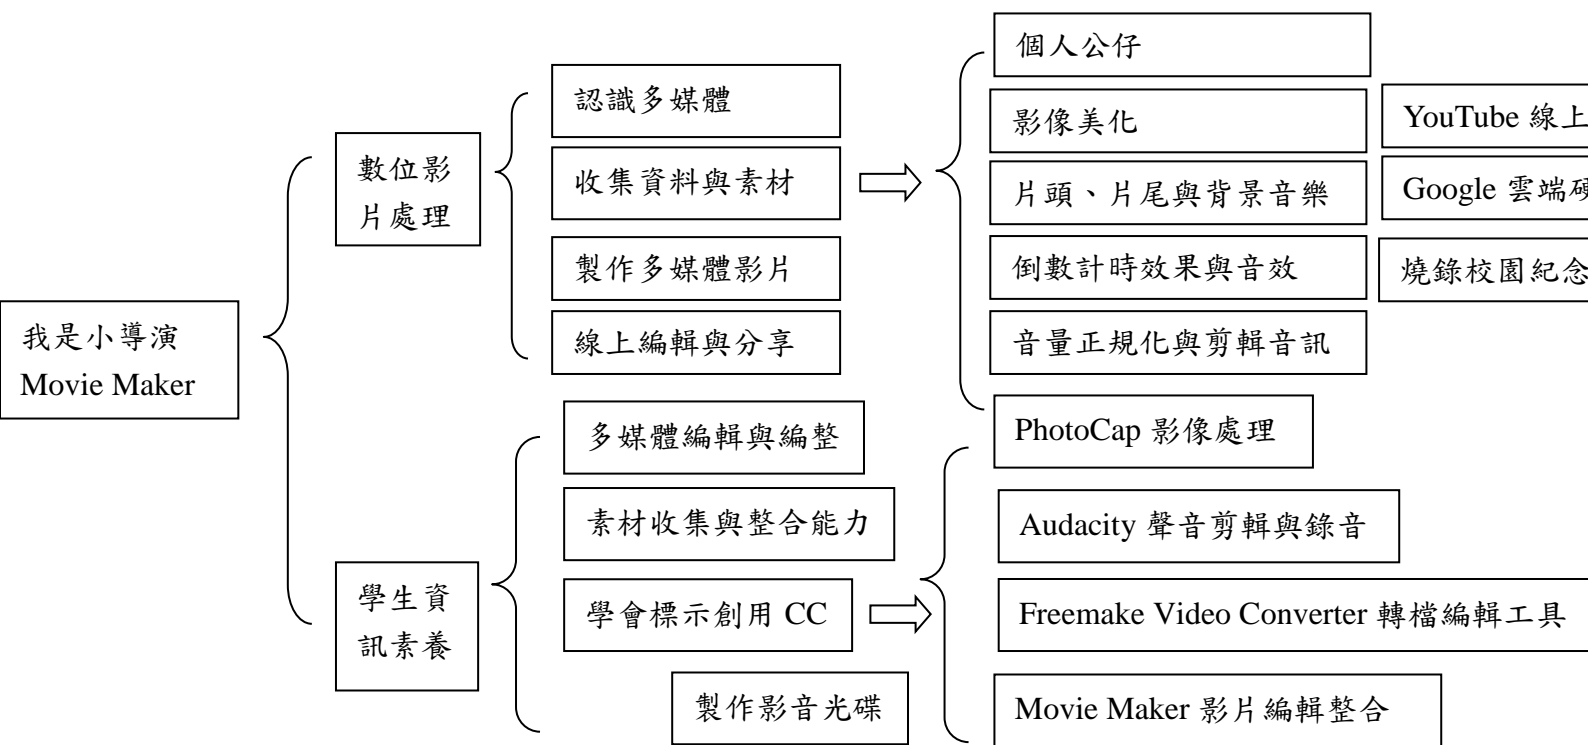 我是小導演
Movie Maker
數位影
片處理
認識多媒體
收集資料與素材
製作多媒體影片
線上編輯與分享
個人公仔
影像美化
片頭、片尾與背景音樂
倒數計時效果與音效
音量正規化與剪輯音訊
YouTube 線上
Google 雲端硬
燒錄校園紀念
學生資
訊素養
多媒體編輯與編整
素材收集與整合能力
學會標示創用 CC
製作影音光碟
PhotoCap 影像處理
Audacity 聲音剪輯與錄音
Freemake Video Converter 轉檔編輯工具
Movie Maker 影片編輯整合